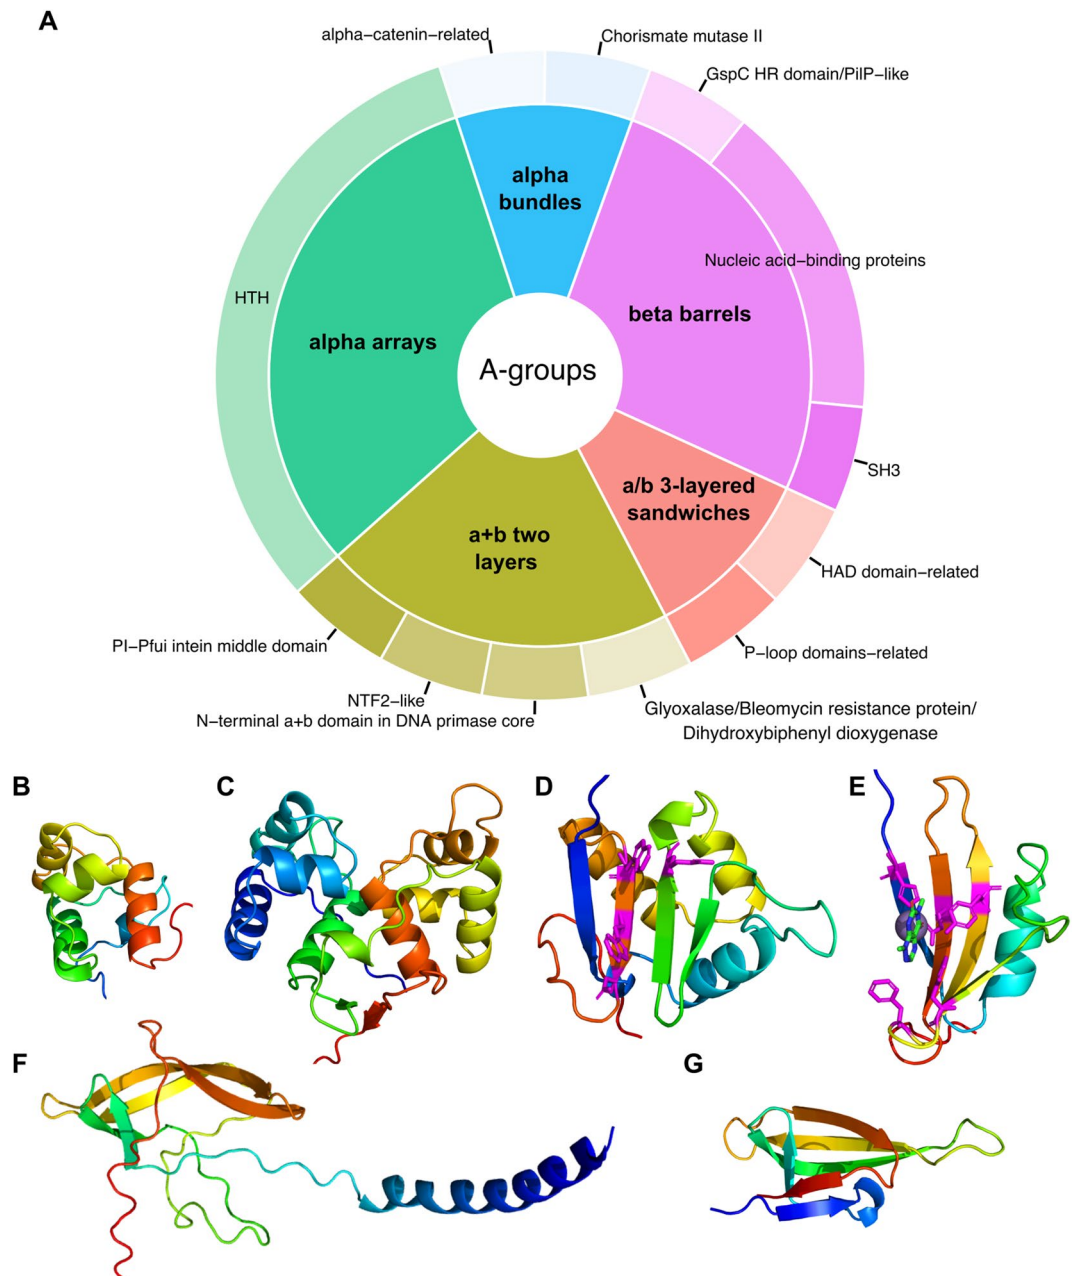 A
alpha−catenin−related
Chorismate mutase II
GspC HR domain/PilP−like
alpha
bundles
Nucleic acid−binding proteins
HTH
beta barrels
alpha arrays
A-groups
SH3
a/b 3-layered
sandwiches
a+b two
layers
HAD domain−related
PI−Pfui intein middle domain
P−loop domains−related
NTF2−like
N−terminal a+b domain in DNA primase core
Glyoxalase/Bleomycin resistance protein/
Dihydroxybiphenyl dioxygenase
B
C
D
E
F
G